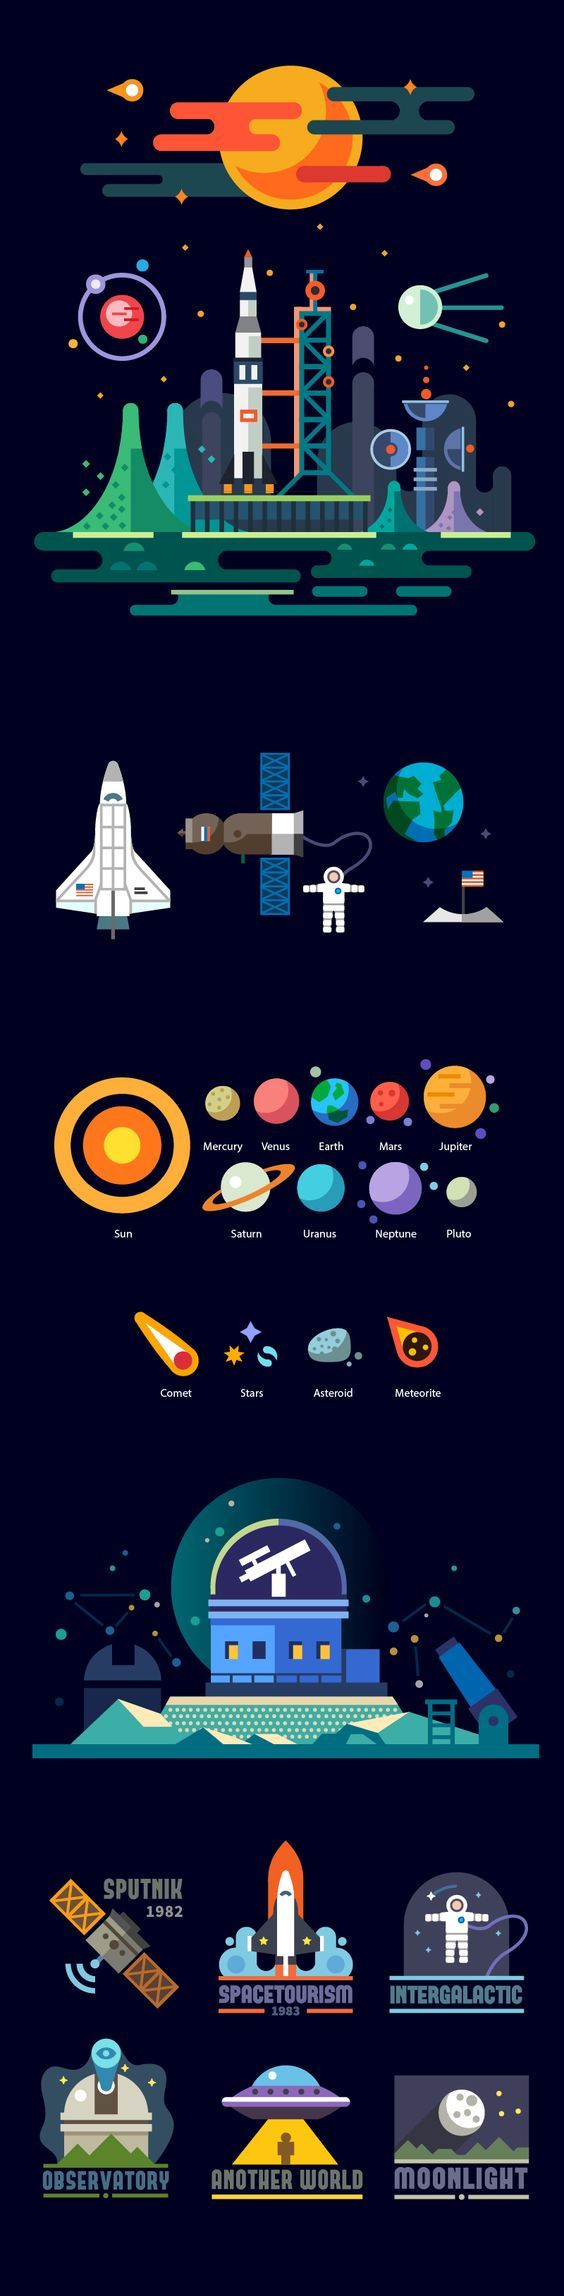 Mercury Venus Earth Mars Jupiter
Sun Saturn Uranus Neptune Pluto
Comet Stars Asteroid Meteorite
SPUTNIK
1982
SPACETOURISM
1983
INTERGALACTIC
OBSERVATORY
ANOTHER WORLD
MOONLIGHT